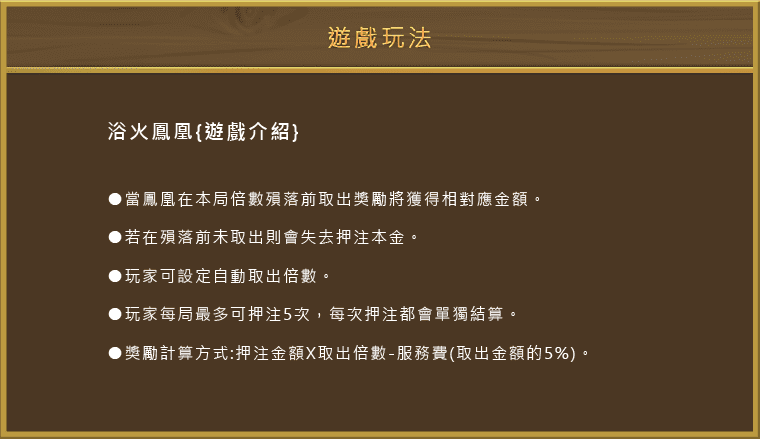 遊戲玩法
浴火鳳凰{遊戲介紹}
●當鳳凰在本局倍數殞落前取出獎勵將獲得相對應金額。
●若在殞落前未取出則會失去押注本金。
●玩家可設定自動取出倍數。
●玩家每局最多可押注5次，每次押注都會單獨結算。
●獎勵計算方式:押注金額X取出倍數-服務費(取出金額的5%)。